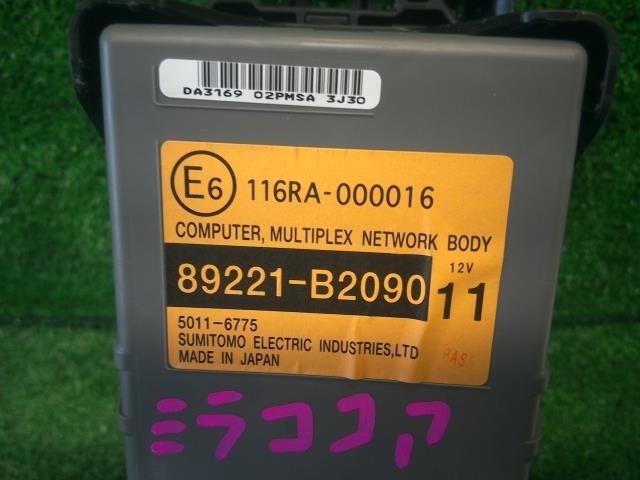 DA3169 02PMSA 3J30
E6 116RA-000016
COMPUTER, MULTIPLEX NETWORK BODY
89221-B2090 12V 11
5011-6775
SUMITOMO ELECTRIC INDUSTRIES,LTD
MADE IN JAPAN PASS
ミラココア